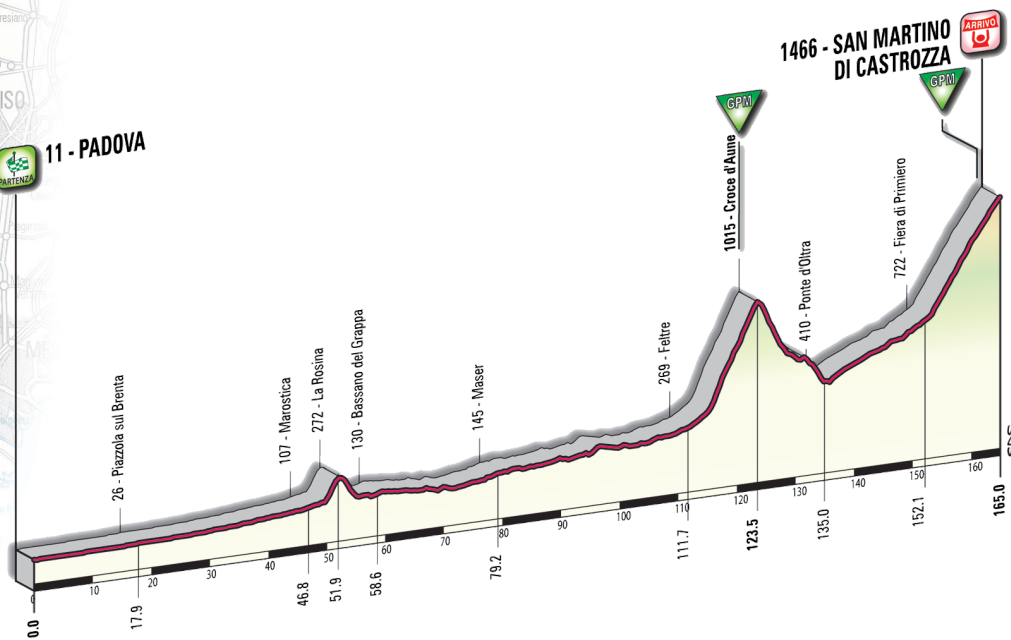 1466 - SAN MARTINO
DI CASTROZZA
ARRIVO
GPM
GPM
11 - PADOVA
PARTENZA
26 - Piazzola sul Brenta
107 - Marostica
272 - La Rosina
130 - Bassano del Grappa
145 - Maser
269 - Feltre
1015 - Croce d'Aune
410 - Ponte d'Oltra
722 - Fiera di Primiero
0
10
20
30
40
50
60
70
80
90
100
110
120
130
140
150
160
0.0
17.9
46.8
51.9
58.6
79.2
111.7
123.5
135.0
152.1
165.0
SDS